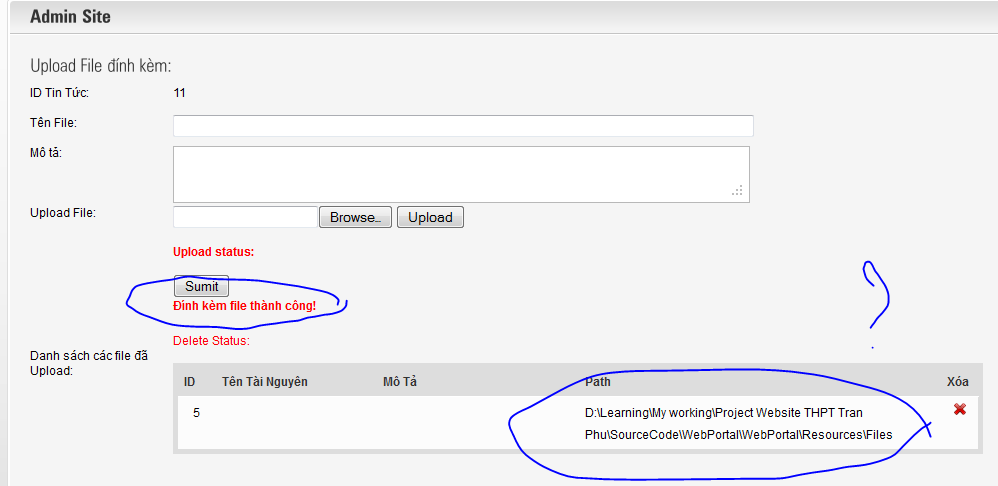 Admin Site
Upload File đính kèm:
ID Tin Tức: 11
Tên File:
Mô tả:
Upload File: Browse... Upload
Upload status:
Sumit
Đính kèm file thành công!
Delete Status:
Danh sách các file đã
Upload:
ID Tên Tài Nguyên Mô Tả Path Xóa
5 D:\Learning\My working\Project Website THPT Tran
Phu\SourceCode\WebPortal\WebPortal\Resources\Files
?